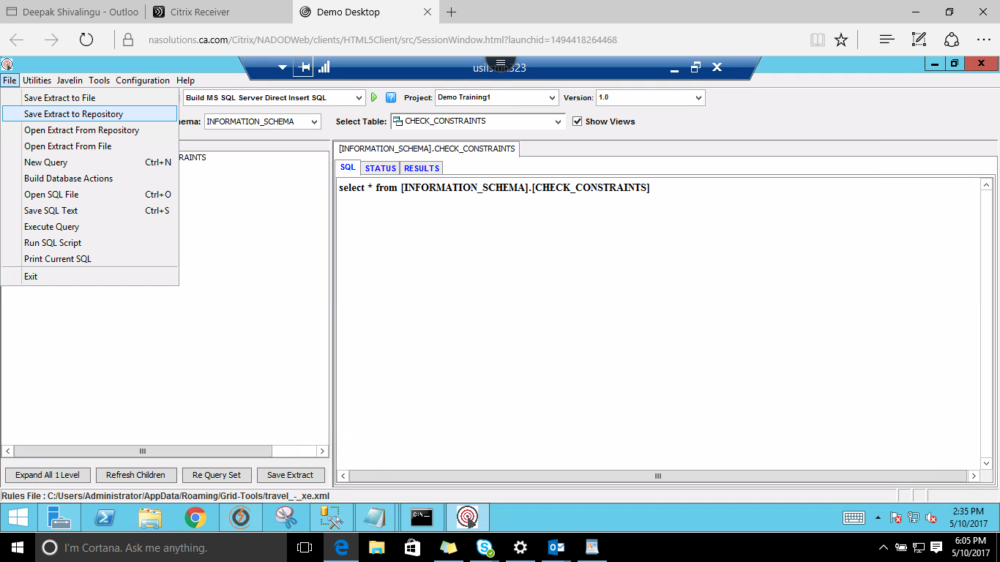 Deepak Shivalingu - Outloo
Citrix Receiver
Demo Desktop
nasolutions.ca.com/Citrix/NADODWeb/clients/HTML5Client/src/SessionWindow.html?launchid=1494418264468
File Utilities Javelin Tools Configuration Help
Save Extract to File
Save Extract to Repository
Open Extract From Repository
Open Extract From File
New Query Ctrl+N
Build Database Actions
Open SQL File Ctrl+O
Save SQL Text Ctrl+S
Execute Query
Run SQL Script
Print Current SQL
Exit
Build MS SQL Server Direct Insert SQL Project: Demo Training1 Version: 1.0
ema: INFORMATION_SCHEMA Select Table: CHECK_CONSTRAINTS Show Views
RAINTS
[INFORMATION_SCHEMA].CHECK_CONSTRAINTS
SQL STATUS RESULTS
select * from [INFORMATION_SCHEMA].[CHECK_CONSTRAINTS]
Expand All 1 Level Refresh Children Re Query Set Save Extract
Rules File : C:/Users/Administrator/AppData/Roaming/Grid-Tools/travel_-_xe.xml
2:35 PM
5/10/2017
I'm Cortana. Ask me anything.
6:05 PM
5/10/2017